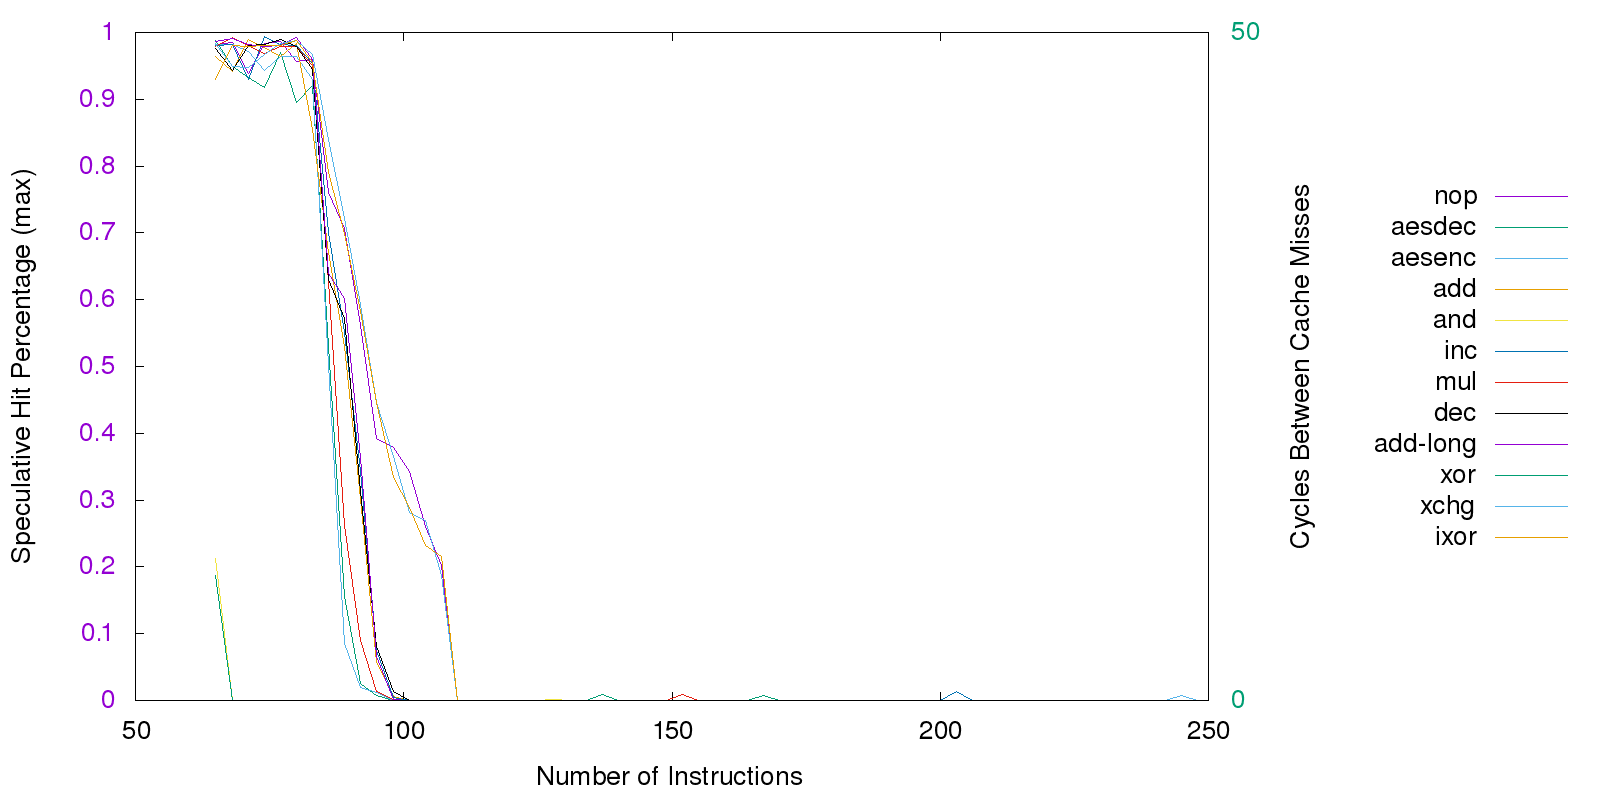 1
0.9
0.8
0.7
0.6
0.5
0.4
0.3
0.2
0.1
0
50
100
150
200
250
50
0
Speculative Hit Percentage (max)
Number of Instructions
Cycles Between Cache Misses
nop
aesdec
aesenc
add
and
inc
mul
dec
add-long
xor
xchg
ixor